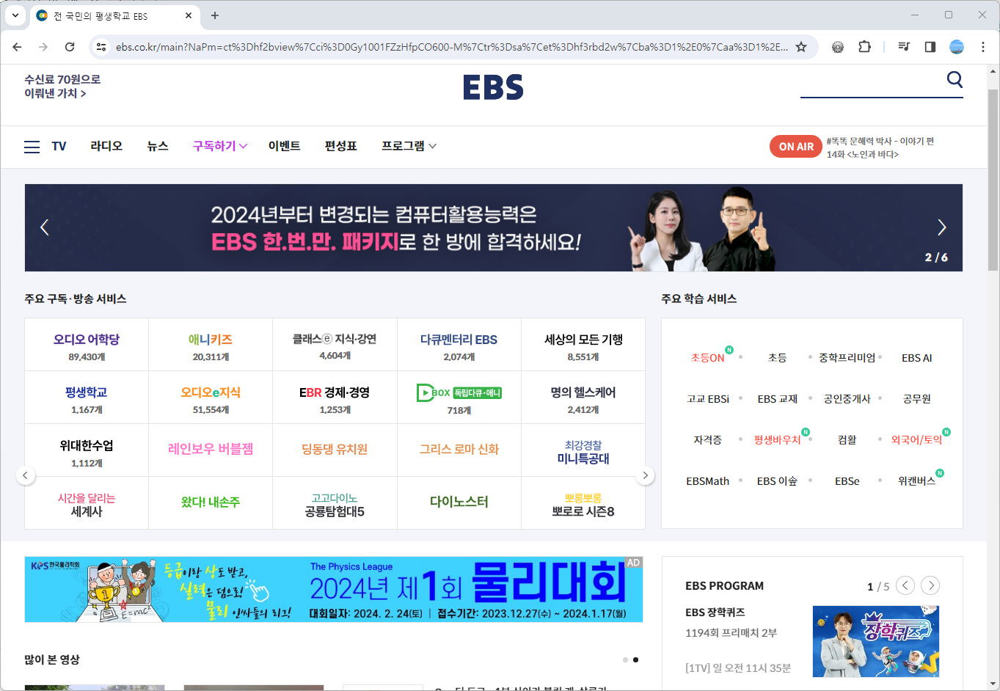 전 국민의 평생학교 EBS
ebs.co.kr/main?NaPm=ct%3Dhf2bview%7Cci%3D0Gy1001FZzHfpCO600-M%7Ctr%3Dsa%7Cet%3Dhf3rbd2w%7Cba%3D1%2E0%7Caa%3D1%2E...
수신료 70원으로
이뤄낸 가치 >
EBS
TV 라디오 뉴스 구독하기 이벤트 편성표 프로그램
ON AIR
#똑똑 문해력 박사 - 이야기 편
14화 <노인과 바다>
2024년부터 변경되는 컴퓨터활용능력은
EBS 한.번.만. 패키지로 한 방에 합격하세요!
2 / 6
주요 구독·방송 서비스
오디오 어학당
89,430개
애니키즈
20,311개
클래스ⓔ 지식·강연
4,604개
다큐멘터리 EBS
2,074개
세상의 모든 기행
8,551개
평생학교
1,167개
오디오e지식
51,554개
EBR 경제·경영
1,253개
D BOX 독립다큐·애니
718개
명의 헬스케어
2,412개
위대한수업
1,112개
레인보우 버블젬
딩동댕 유치원
그리스 로마 신화
최강경찰
미니특공대
시간을 달리는
세계사
왔다! 내손주
고고다이노
공룡탐험대5
다이노스터
뽀롱뽀롱
뽀로로 시즌8
주요 학습 서비스
초등ON N 초등 중학프리미엄 EBS AI
고교 EBSi EBS 교재 공인중개사 공무원
자격증 평생바우처 N 컴활 외국어/토익 N
EBSMath EBS 이솦 EBSe 위캔버스 N
KPS 한국물리학회
E=mc²
등급이랑 상도 받고,
실력은 덤으로!
물리 인싸들의 리그!
The Physics League
2024년 제1회 물리대회
대회일자: 2024. 2. 24(토) | 접수기간: 2023.12.27(수) ~ 2024.1.17(월)
AD
EBS PROGRAM
1 / 5
EBS 장학퀴즈
1194회 프리매치 2부
[1TV] 일 오전 11시 35분
장학퀴즈
많이 본 영상